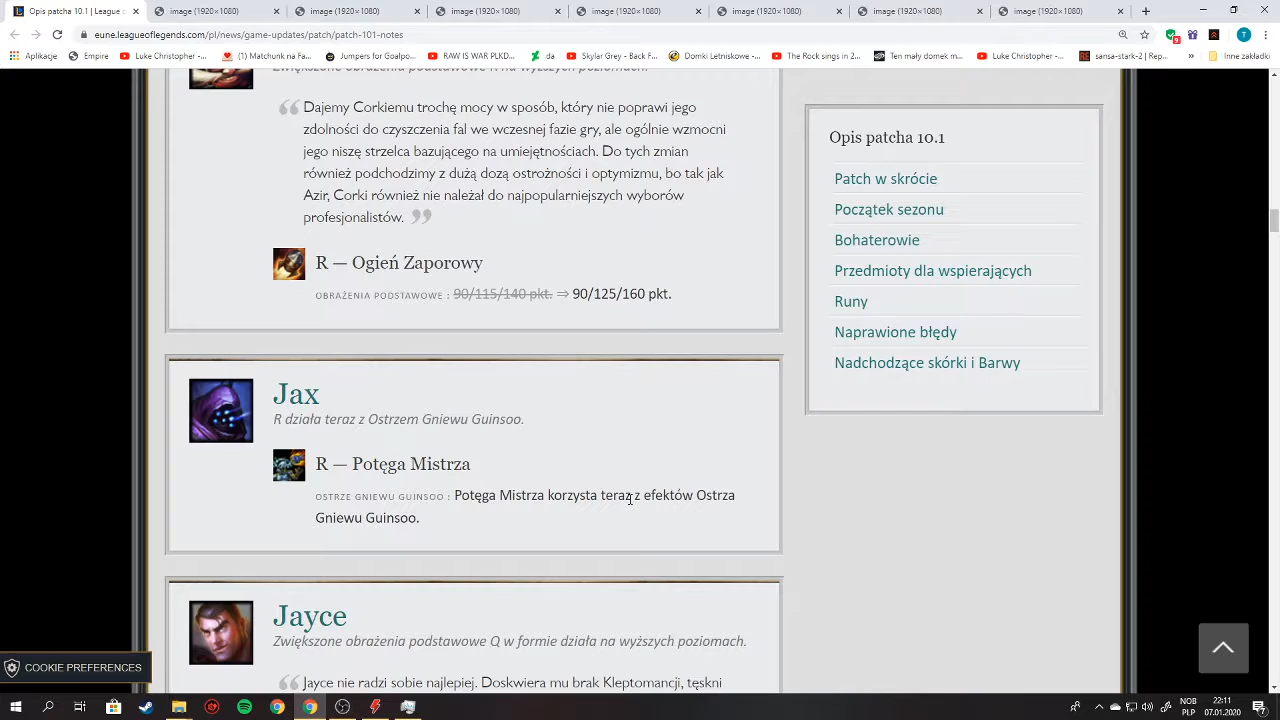 Opis patcha 10.1 | League
image (1920×1080)
image (1920×1080)
image (1920×1080)
image (1920×1080)
image (1920×1080)
image (1920×1080)
image (1920×1080)
eune.leagueoflegends.com/pl/news/game-updates/patch/patch-101-notes
9
T
Aplikacje
Empire
Luke Christopher -...
(1) Matchunk na Fa...
Jumpers for Goalpo...
RAW IS WAR PLKD...
da
Skylar Grey - Back F...
Domki Letniskowe -...
The Rock sings in 2...
Ten mały domek m...
Luke Christopher -...
sansa-stark-2 | Rep...
»
Inne zakładki
Dajemy Corkiemu trochę mocy w sposób, który nie poprawi jego
zdolności do czyszczenia fal we wczesnej fazie gry, ale ogólnie wzmocni
jego niszę strzelca bazującego na umiejętnościach. Do tych zmian
również podchodzimy z dużą dozą ostrożności i optymizmu, bo tak jak
Azir, Corki również nie należał do najpopularniejszych wyborów
profesjonalistów.
R — Ogień Zaporowy
OBRAŻENIA PODSTAWOWE : 90/115/140 pkt. ⇒ 90/125/160 pkt.
Jax
R działa teraz z Ostrzem Gniewu Guinsoo.
R — Potęga Mistrza
OSTRZE GNIEWU GUINSOO : Potęga Mistrza korzysta teraz z efektów Ostrza
Gniewu Guinsoo.
Jayce
Zwiększone obrażenia podstawowe Q w formie działa na wyższych poziomach.
Jayce nie radzi sobie najlepiej. Doskwiera mu brak Kleptomancji, tęskni
Opis patcha 10.1
Patch w skrócie
Początek sezonu
Bohaterowie
Przedmioty dla wspierających
Runy
Naprawione błędy
Nadchodzące skórki i Barwy
COOKIE PREFERENCES
NOB
PLP
22:11
07.01.2020